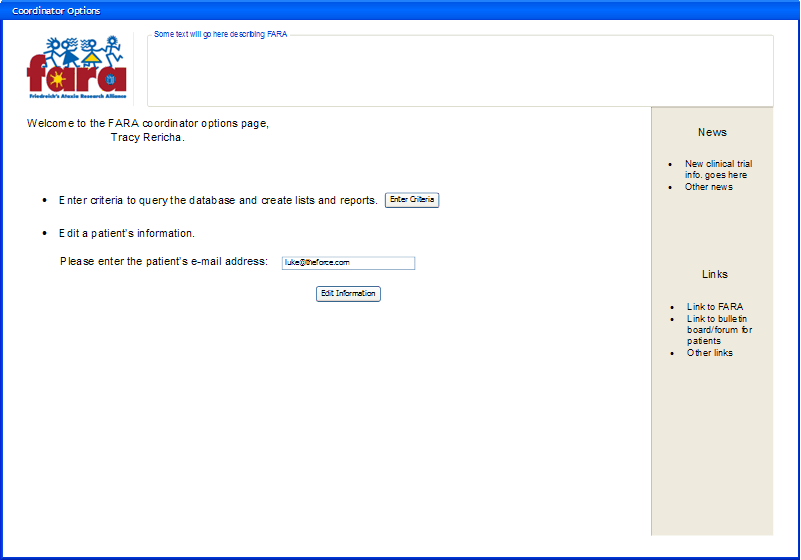 Coordinator Options
Some text will go here describing FARA
fara
Friedreich's Ataxia Research Alliance
Welcome to the FARA coordinator options page,
Tracy Rericha.
• Enter criteria to query the database and create lists and reports. Enter Criteria
• Edit a patient's information.
Please enter the patient's e-mail address: luke@theforce.com
Edit Information
News
• New clinical trial
info. goes here
• Other news
Links
• Link to FARA
• Link to bulletin
board/forum for
patients
• Other links